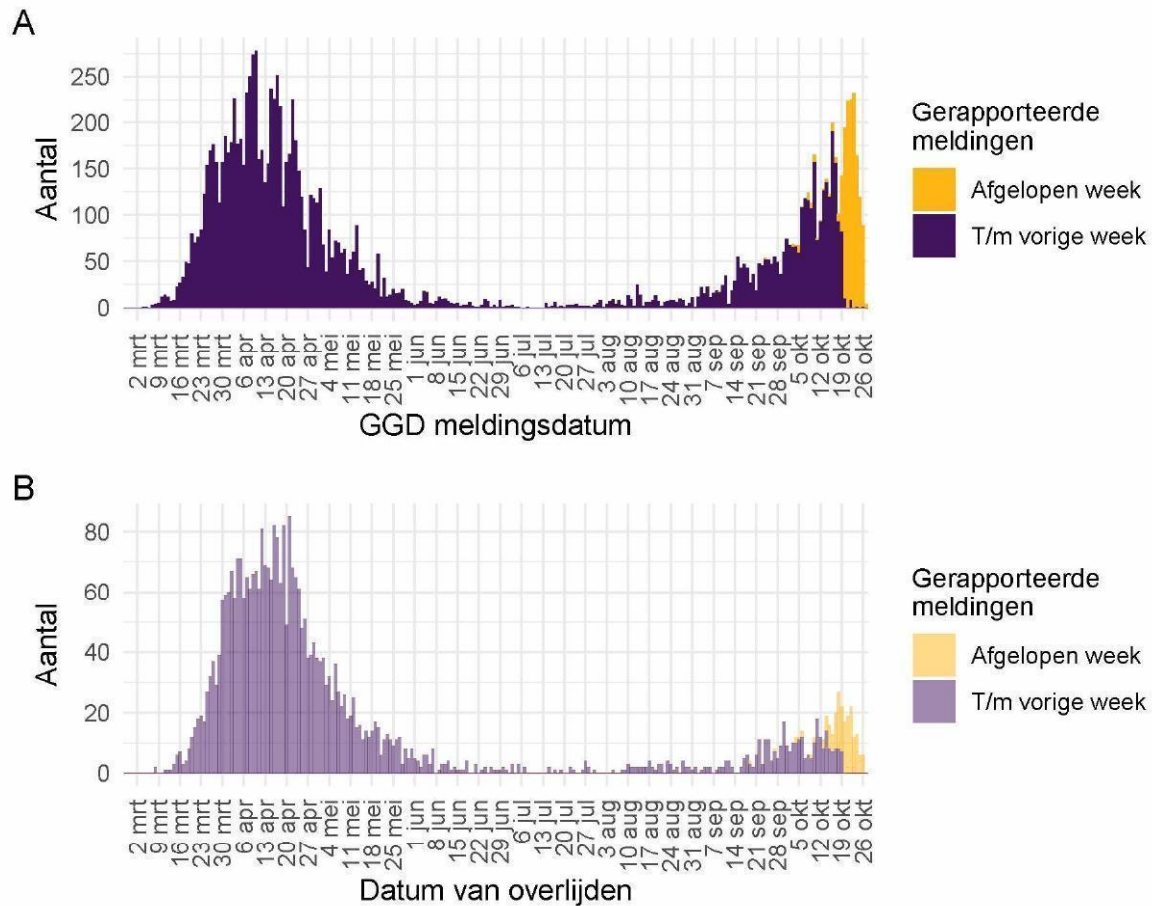 A
250
200
150
100
50
0
Aantal
2 mrt
9 mrt
16 mrt
23 mrt
30 mrt
6 apr
13 apr
20 apr
27 apr
4 mei
11 mei
18 mei
25 mei
1 jun
8 jun
15 jun
22 jun
29 jun
6 jul
13 jul
20 jul
27 jul
3 aug
10 aug
17 aug
24 aug
31 aug
7 sep
14 sep
21 sep
28 sep
5 okt
12 okt
19 okt
26 okt
GGD meldingsdatum
Gerapporteerde
meldingen
Afgelopen week
T/m vorige week
B
80
60
40
20
0
Aantal
2 mrt
9 mrt
16 mrt
23 mrt
30 mrt
6 apr
13 apr
20 apr
27 apr
4 mei
11 mei
18 mei
25 mei
1 jun
8 jun
15 jun
22 jun
29 jun
6 jul
13 jul
20 jul
27 jul
3 aug
10 aug
17 aug
24 aug
31 aug
7 sep
14 sep
21 sep
28 sep
5 okt
12 okt
19 okt
26 okt
Datum van overlijden
Gerapporteerde
meldingen
Afgelopen week
T/m vorige week